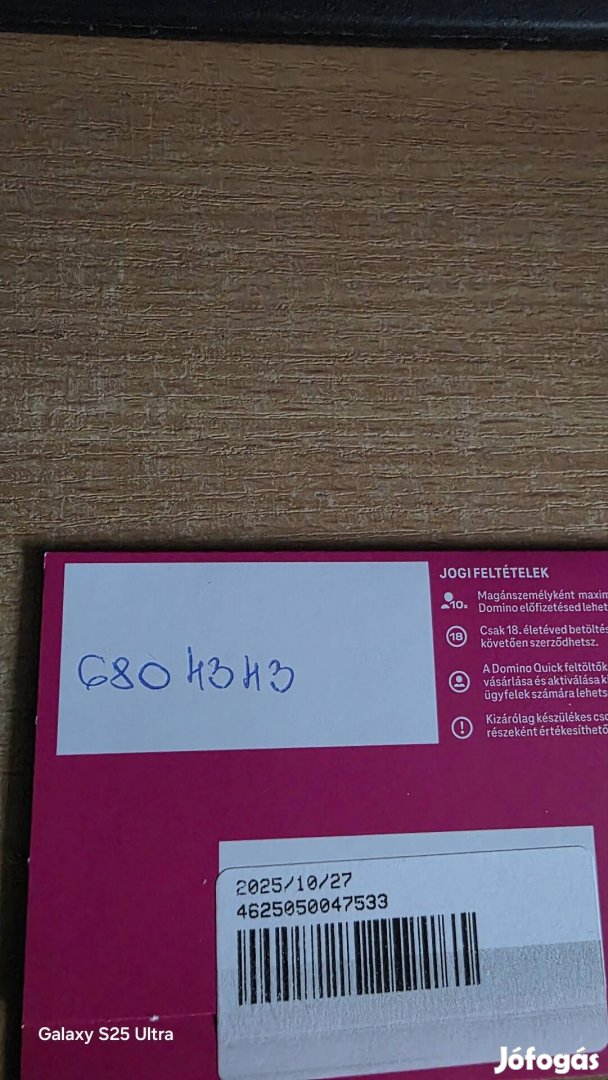 JOGI FELTÉTELEK
10x
Magánszemélyként maxim
Domino előfizetésed lehet
18
Csak 18. életéved betöltés
követően szerződhetsz.
A Domino Quick feltöltők
vásárlása és aktiválása ki
ügyfelek számára lehets
Kizárólag készülékes cso
részeként értékesíthető
680 4343
2025/10/27
4625050047533
Galaxy S25 Ultra
Jófogás